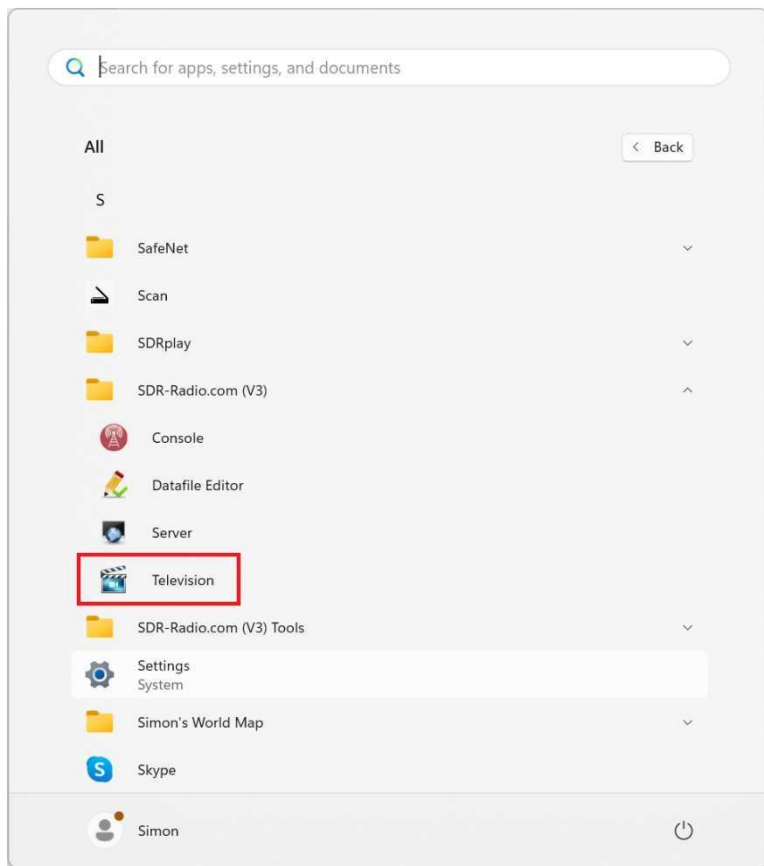 Search for apps, settings, and documents
All
Back
S
SafeNet
Scan
SDRplay
SDR-Radio.com (V3)
Console
Datafile Editor
Server
Television
SDR-Radio.com (V3) Tools
Settings
System
Simon's World Map
Skype
Simon